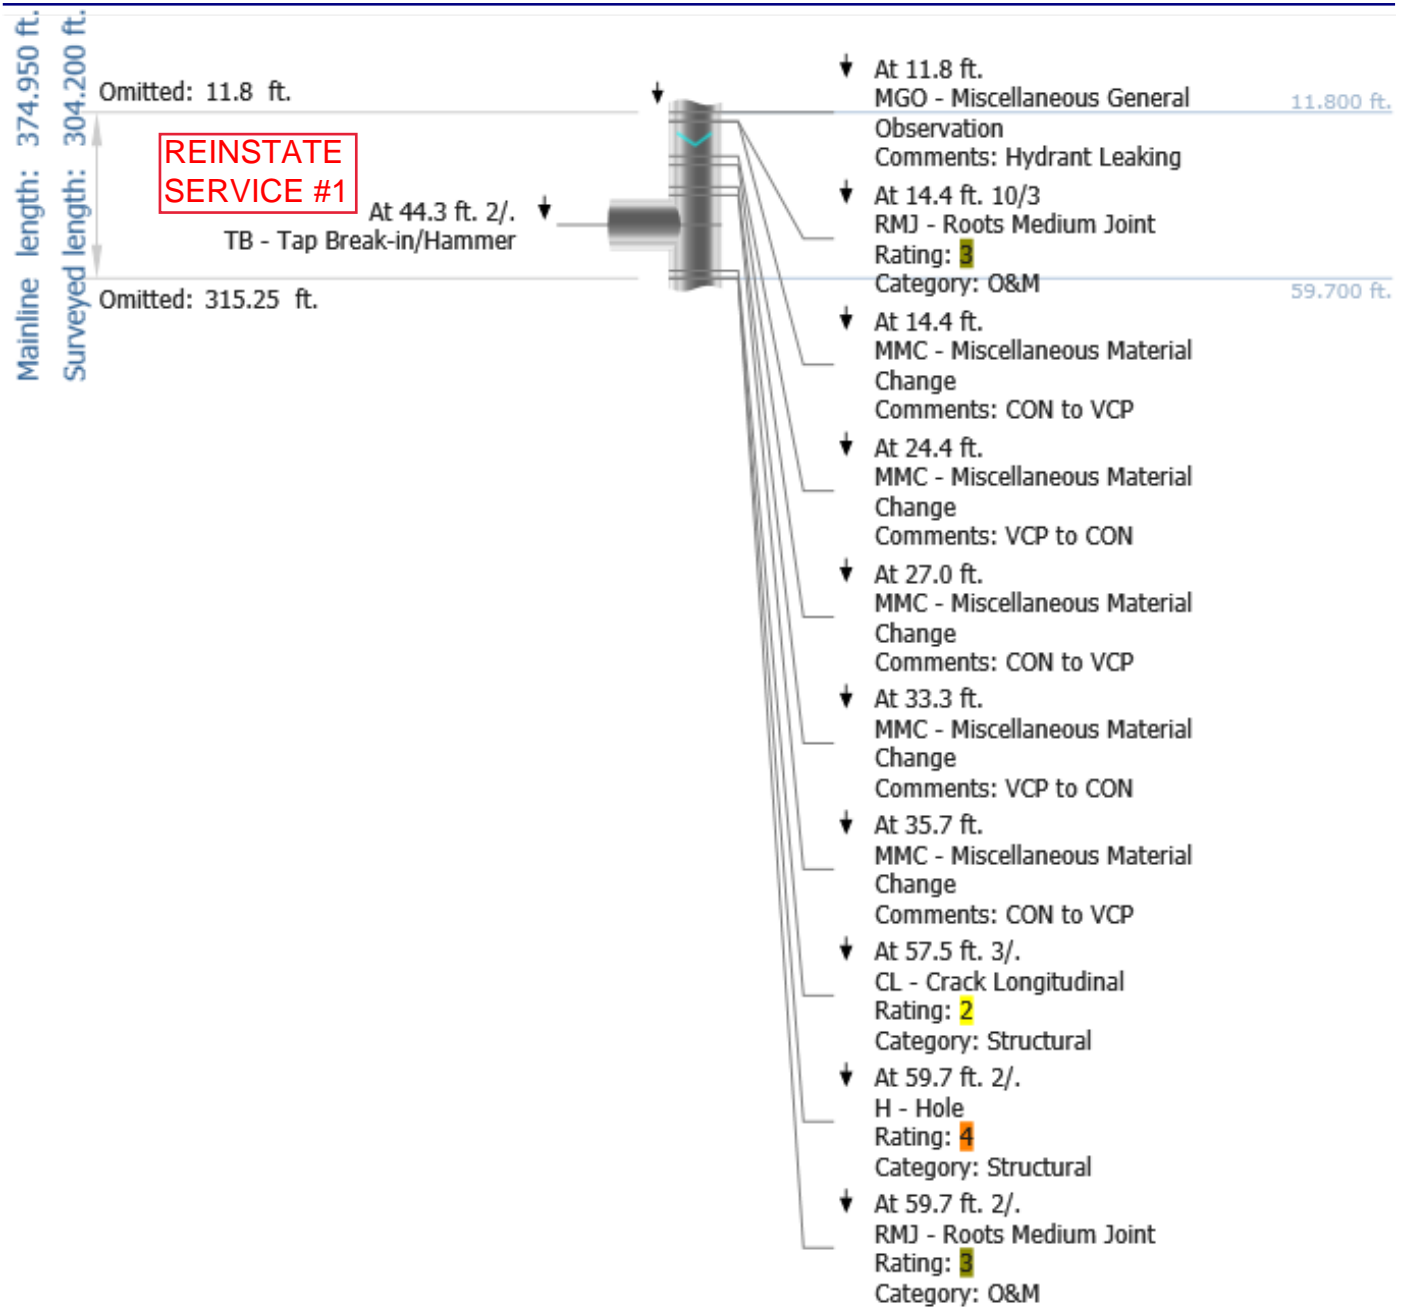 Mainline length: 374.950 ft.
Surveyed length: 304.200 ft.
Omitted: 11.8 ft.
REINSTATE
SERVICE #1
At 44.3 ft. 2/.
TB - Tap Break-in/Hammer
Omitted: 315.25 ft.
At 11.8 ft.
MGO - Miscellaneous General
Observation
Comments: Hydrant Leaking
11.800 ft.
At 14.4 ft. 10/3
RMJ - Roots Medium Joint
Rating: 3
Category: O&M
59.700 ft.
At 14.4 ft.
MMC - Miscellaneous Material
Change
Comments: CON to VCP
At 24.4 ft.
MMC - Miscellaneous Material
Change
Comments: VCP to CON
At 27.0 ft.
MMC - Miscellaneous Material
Change
Comments: CON to VCP
At 33.3 ft.
MMC - Miscellaneous Material
Change
Comments: VCP to CON
At 35.7 ft.
MMC - Miscellaneous Material
Change
Comments: CON to VCP
At 57.5 ft. 3/.
CL - Crack Longitudinal
Rating: 2
Category: Structural
At 59.7 ft. 2/.
H - Hole
Rating: 4
Category: Structural
At 59.7 ft. 2/.
RMJ - Roots Medium Joint
Rating: 3
Category: O&M